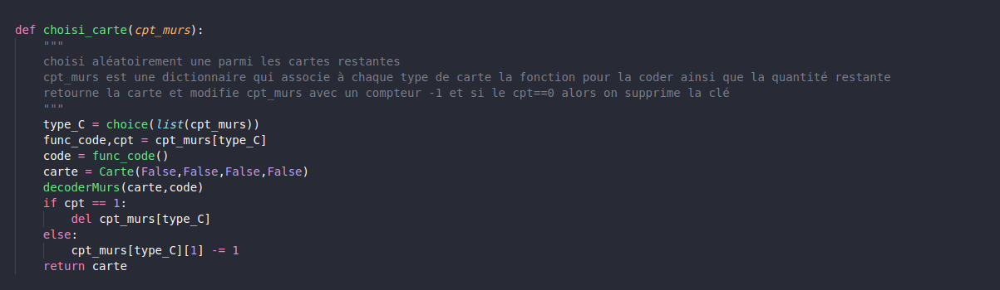 def choisi_carte(cpt_murs):
"""
choisi aléatoirement une parmi les cartes restantes
cpt_murs est une dictionnaire qui associe à chaque type de carte la fonction pour la coder ainsi que la quantité restante
retourne la carte et modifie cpt_murs avec un compteur -1 et si le cpt==0 alors on supprime la clé
"""
type_C = choice(list(cpt_murs))
func_code,cpt = cpt_murs[type_C]
code = func_code()
carte = Carte(False,False,False,False)
decoderMurs(carte,code)
if cpt == 1:
del cpt_murs[type_C]
else:
cpt_murs[type_C][1] -= 1
return carte